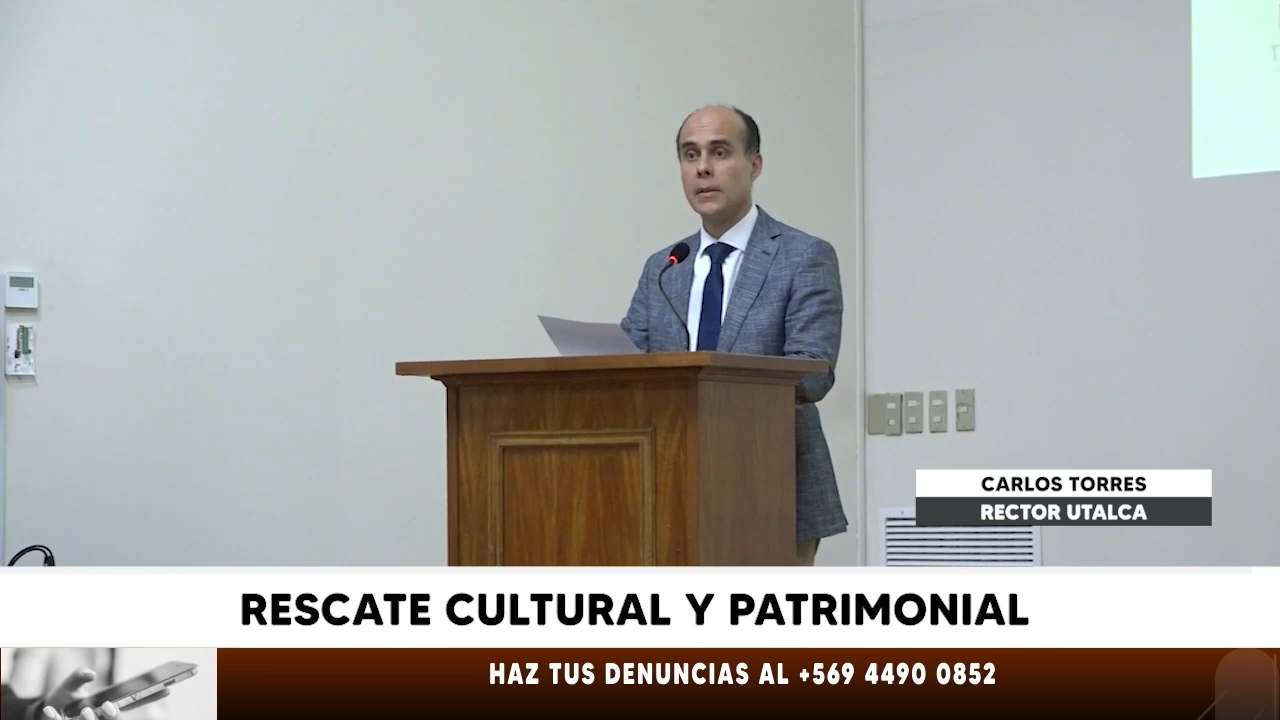 CARLOS TORRES
RECTOR UTALCA
RESCATE CULTURAL Y PATRIMONIAL
HAZ TUS DENUNCIAS AL +569 4490 0852